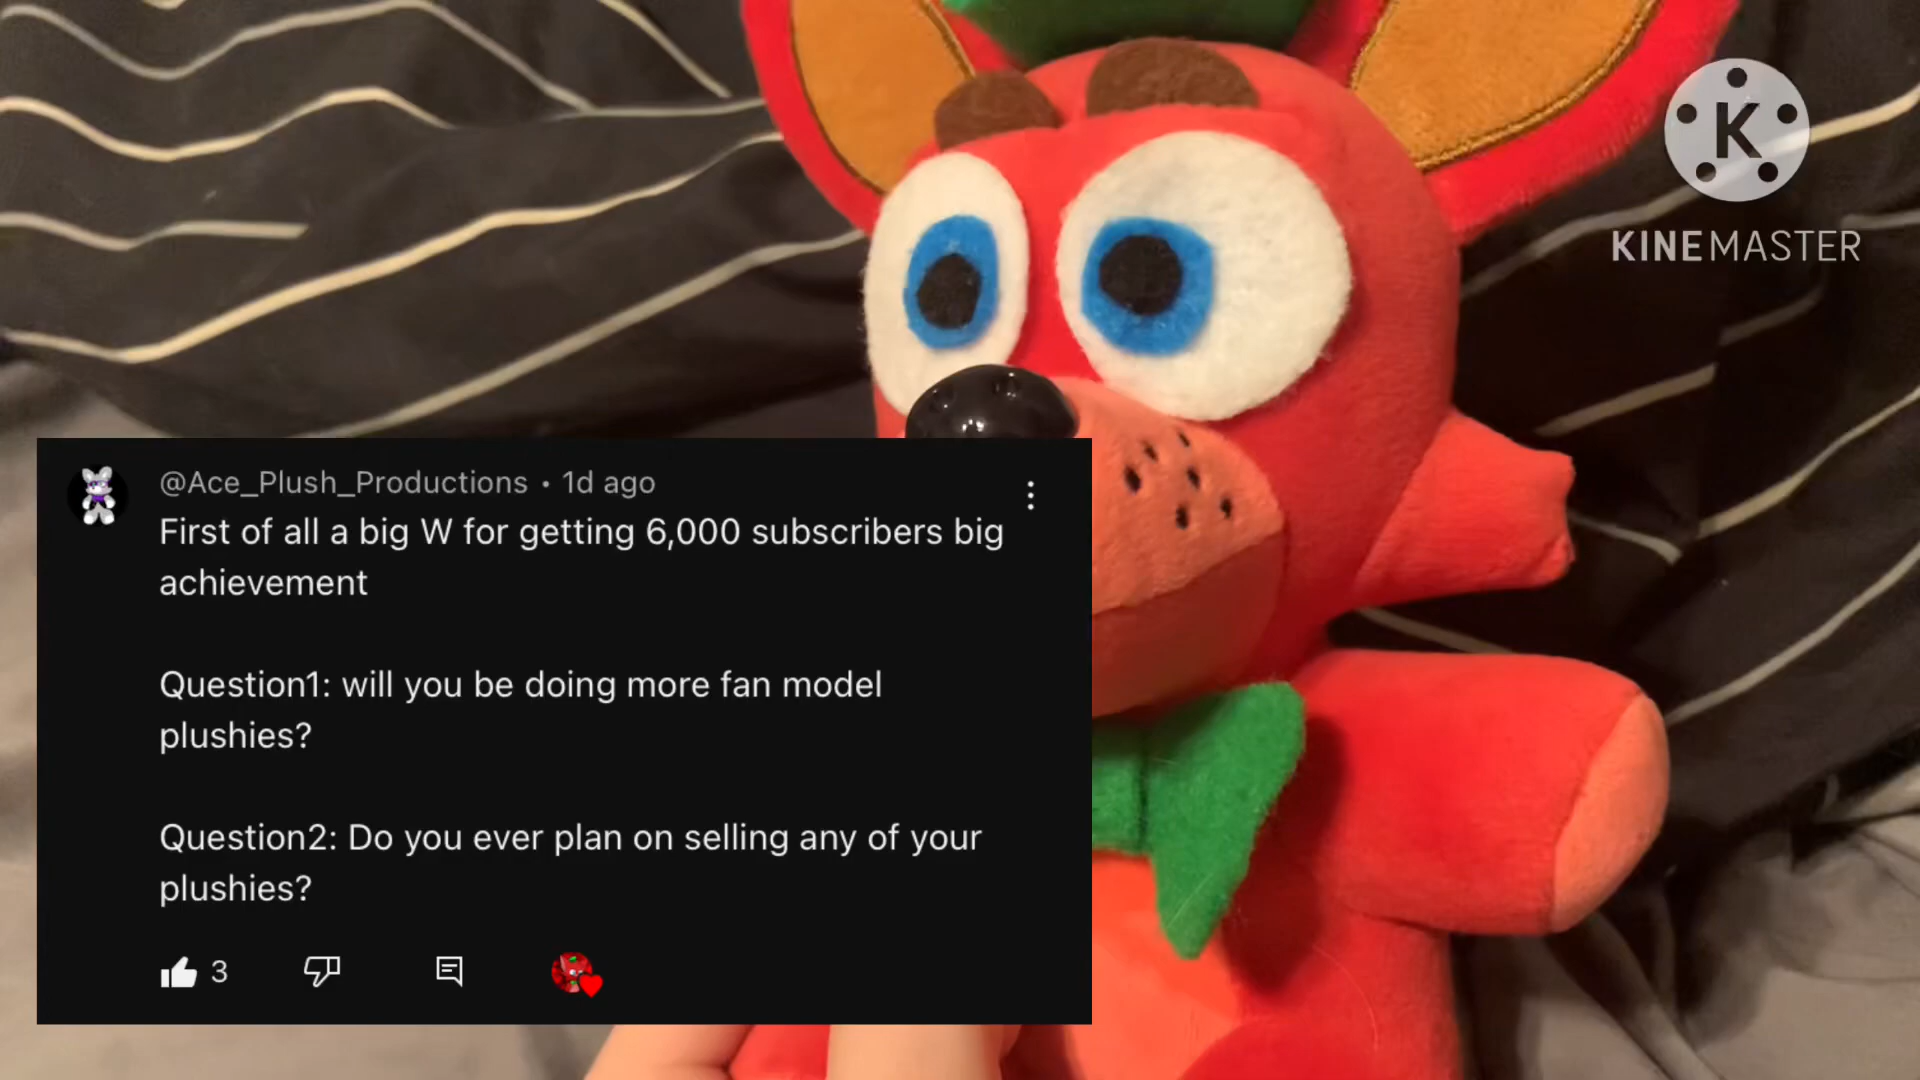 K
KINEMASTER
@Ace_Plush_Productions • 1d ago
First of all a big W for getting 6,000 subscribers big
achievement
Question1: will you be doing more fan model
plushies?
Question2: Do you ever plan on selling any of your
plushies?
3